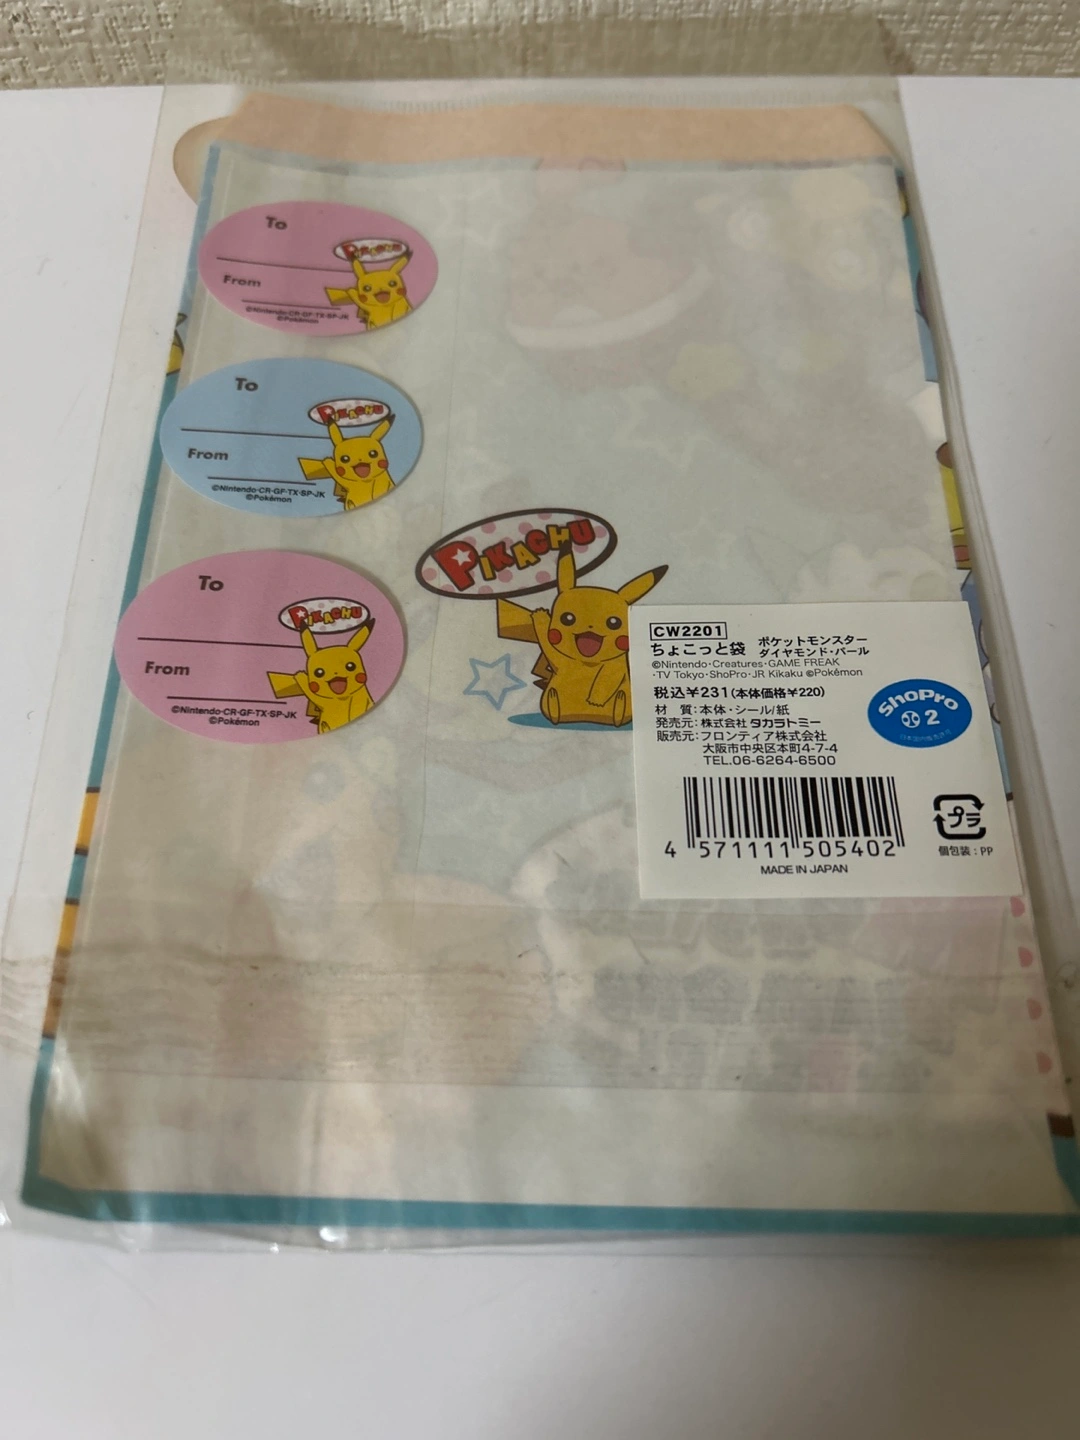 To
PIKACHU
From
©Nintendo・CR・GF・TX・SP・JK
©Pokémon
To
PIKACHU
From
©Nintendo・CR・GF・TX・SP・JK
©Pokémon
To
PIKACHU
From
©Nintendo・CR・GF・TX・SP・JK
©Pokémon
PIKACHU
CW2201
ちょこっと袋 ポケットモンスター
ダイヤモンド・パール
©Nintendo・Creatures・GAME FREAK
・TV Tokyo・ShoPro・JR Kikaku ©Pokémon
税込¥231(本体価格¥220)
材 質：本体・シール/紙
発売元：株式会社 タカラトミー
販売元：フロンティア株式会社
大阪市中央区本町4-7-4
TEL.06-6264-6500
ShoPro
2
4 571111 505402
MADE IN JAPAN
プラ
個包装：PP